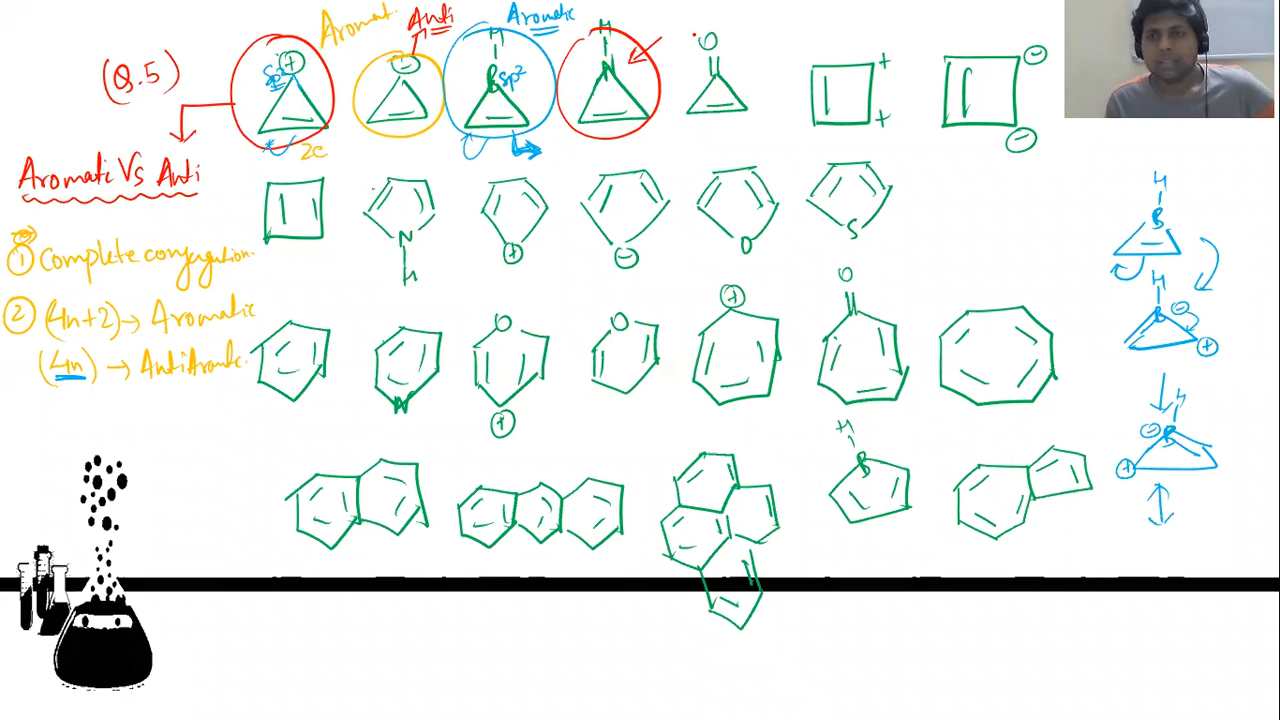 (Q.5)
Aromat. Anti Aromatic
⊕ ⊖ H H O + ⊖
Sp² B Sp² N + ⊖
2e
Aromatic Vs Anti
N H ⊕ ⊖ O S
① Complete conjugation.
② (4n+2) → Aromatic
(4n) → AntiAromatic.
N O ⊕ O ⊕ O
H
B
H
B
H
B ⊖
⊕
H
⊖ B
⊕